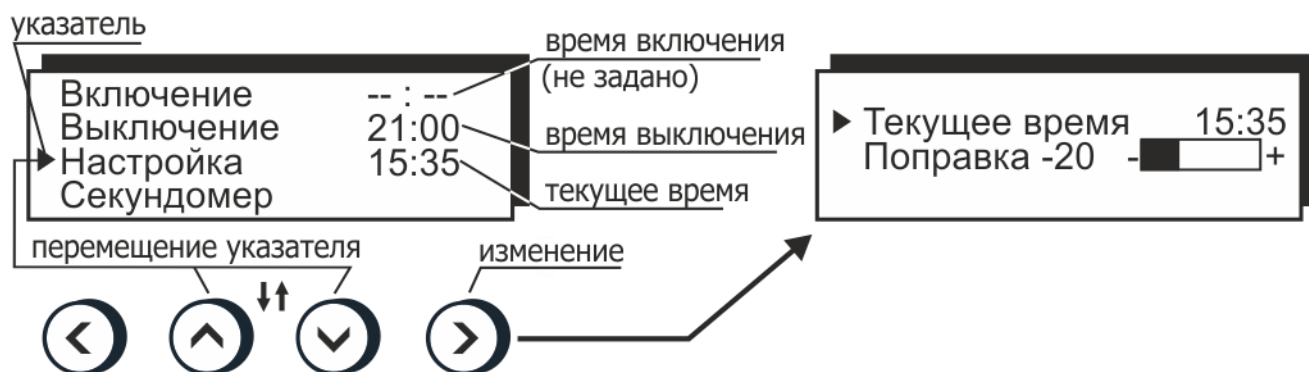 указатель
время включения
(не задано)
Включение -- : --
Выключение 21:00
время выключения
Настройка 15:35
текущее время
Секундомер
перемещение указателя
изменение
Текущее время 15:35
Поправка -20 - +